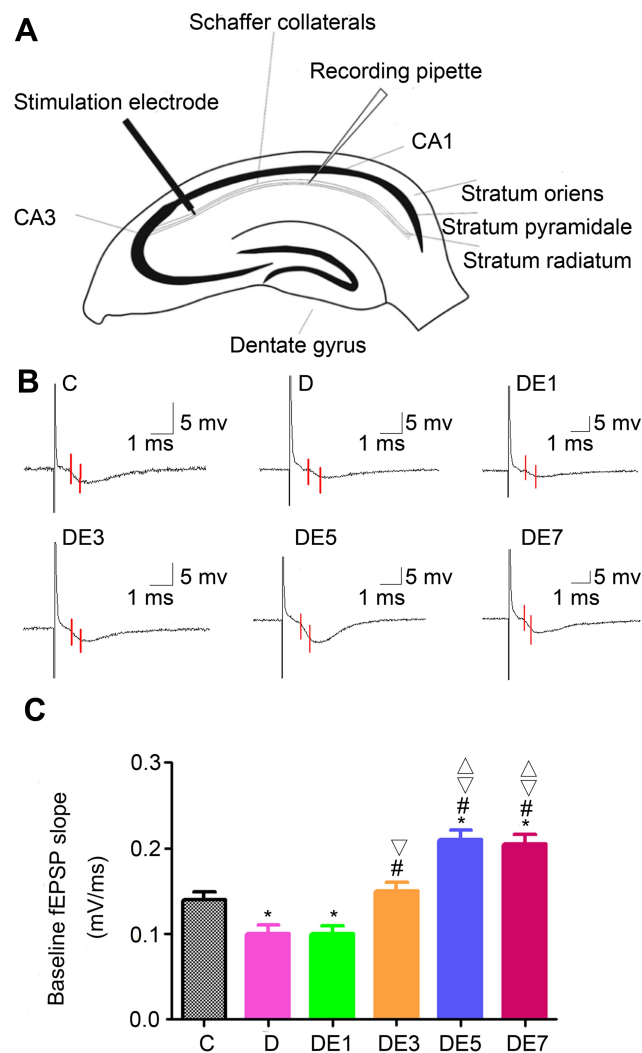 A
Schaffer collaterals
Recording pipette
Stimulation electrode
CA1
Stratum oriens
CA3
Stratum pyramidale
Stratum radiatum
Dentate gyrus
B
C
5 mv
1 ms
D
5 mv
1 ms
DE1
5 mv
1 ms
DE3
5 mv
1 ms
DE5
5 mv
1 ms
DE7
5 mv
1 ms
C
Baseline fEPSP slope
(mV/ms)
0.3
0.2
0.1
0.0
* * # ▽ * # ▽ △ * # ▽ △
C D DE1 DE3 DE5 DE7